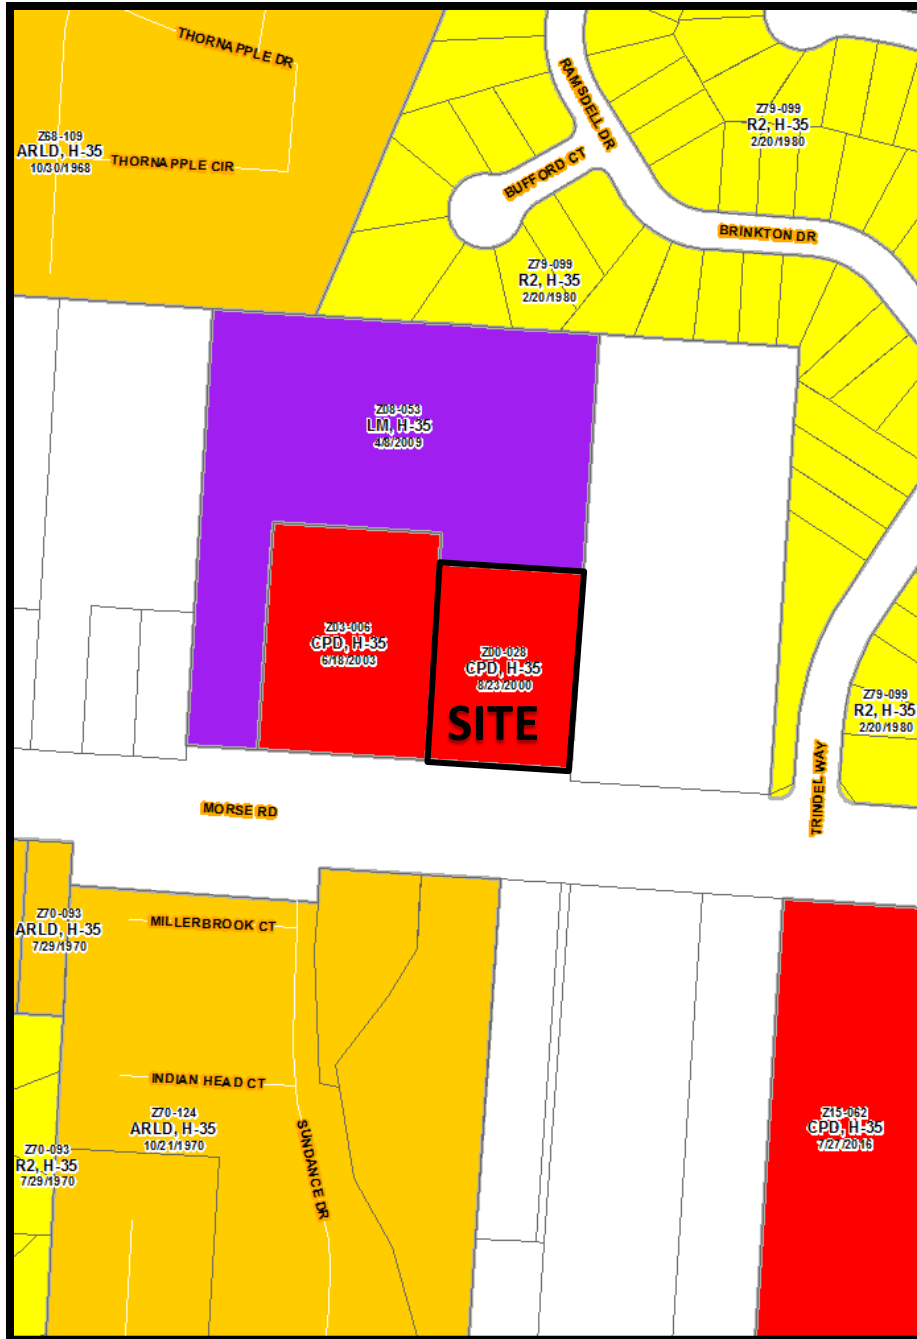 THORNAPPLE DR
RAMSDELL DR
Z79-099
R2, H-35
2/20/1980
Z68-109
ARLD, H-35
10/30/1968
THORNAPPLE CIR
BUFFORD CT
BRINKTON DR
Z79-099
R2, H-35
2/20/1980
Z08-053
LM, H-35
4/8/2009
Z03-006
CPD, H-35
6/18/2003
Z00-028
CPD, H-35
8/23/2000
SITE
Z79-099
R2, H-35
2/20/1980
TRINDEL WAY
MORSE RD
Z70-093
ARLD, H-35
7/29/1970
MILLERBROOK CT
INDIAN HEAD CT
Z70-124
ARLD, H-35
10/21/1970
SUNDANCE DR
Z15-062
CPD, H-35
7/27/2016
Z70-093
R2, H-35
7/29/1970